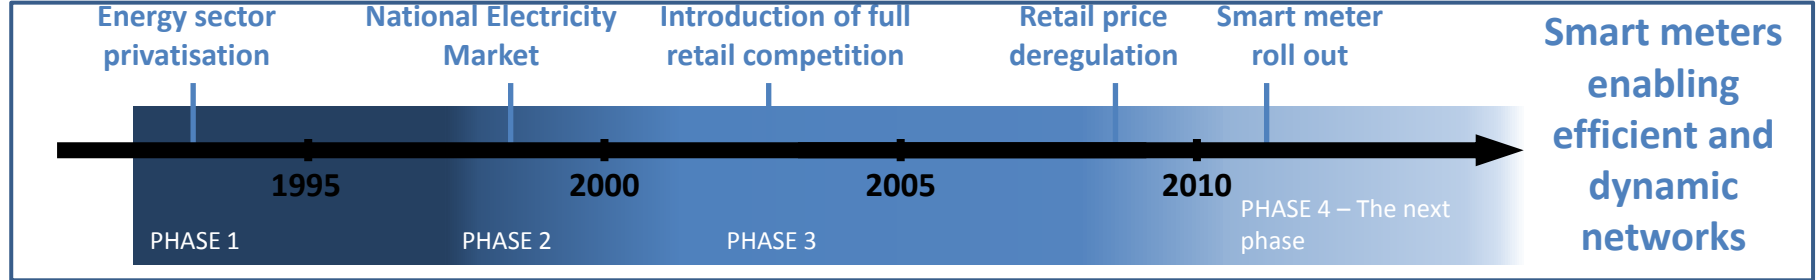 Energy sector
privatisation
National Electricity
Market
Introduction of full
retail competition
Retail price
deregulation
Smart meter
roll out
Smart meters
enabling
efficient and
dynamic
networks
1995
2000
2005
2010
PHASE 1
PHASE 2
PHASE 3
PHASE 4 – The next
phase